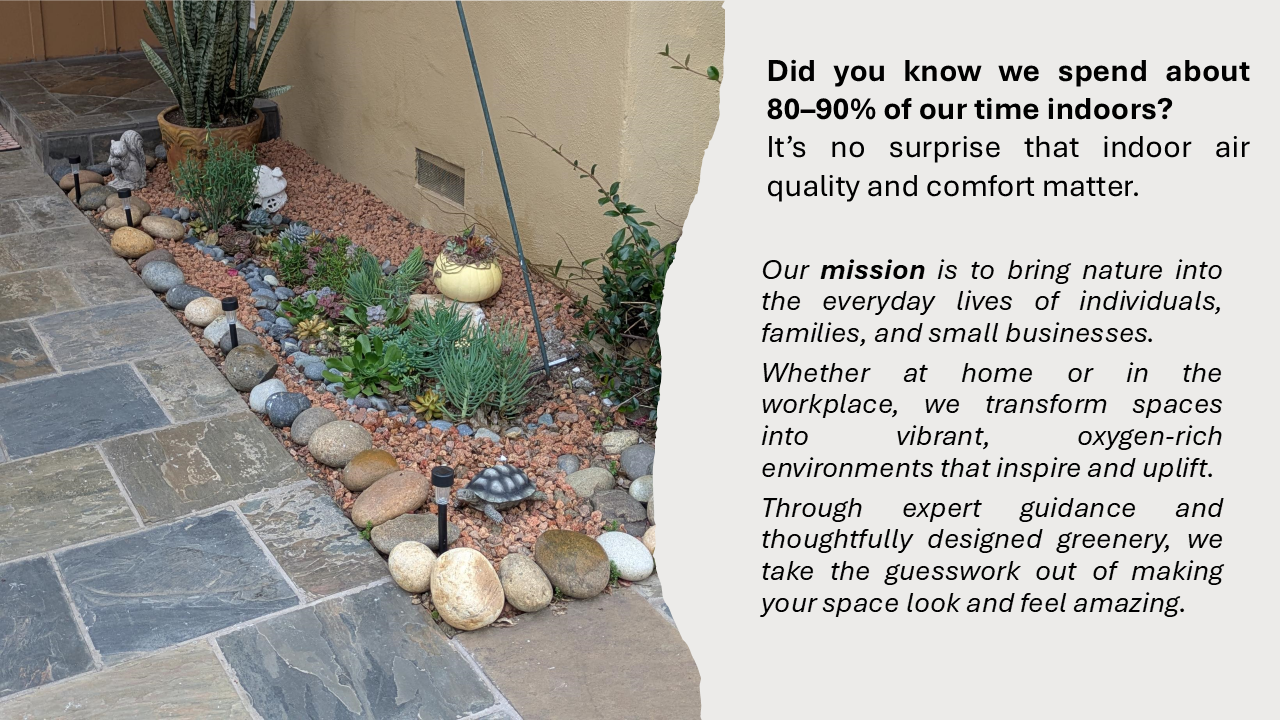 Did you know we spend about
80–90% of our time indoors?
It’s no surprise that indoor air
quality and comfort matter.
Our mission is to bring nature into
the everyday lives of individuals,
families, and small businesses.
Whether at home or in the
workplace, we transform spaces
into vibrant, oxygen-rich
environments that inspire and uplift.
Through expert guidance and
thoughtfully designed greenery, we
take the guesswork out of making
your space look and feel amazing.